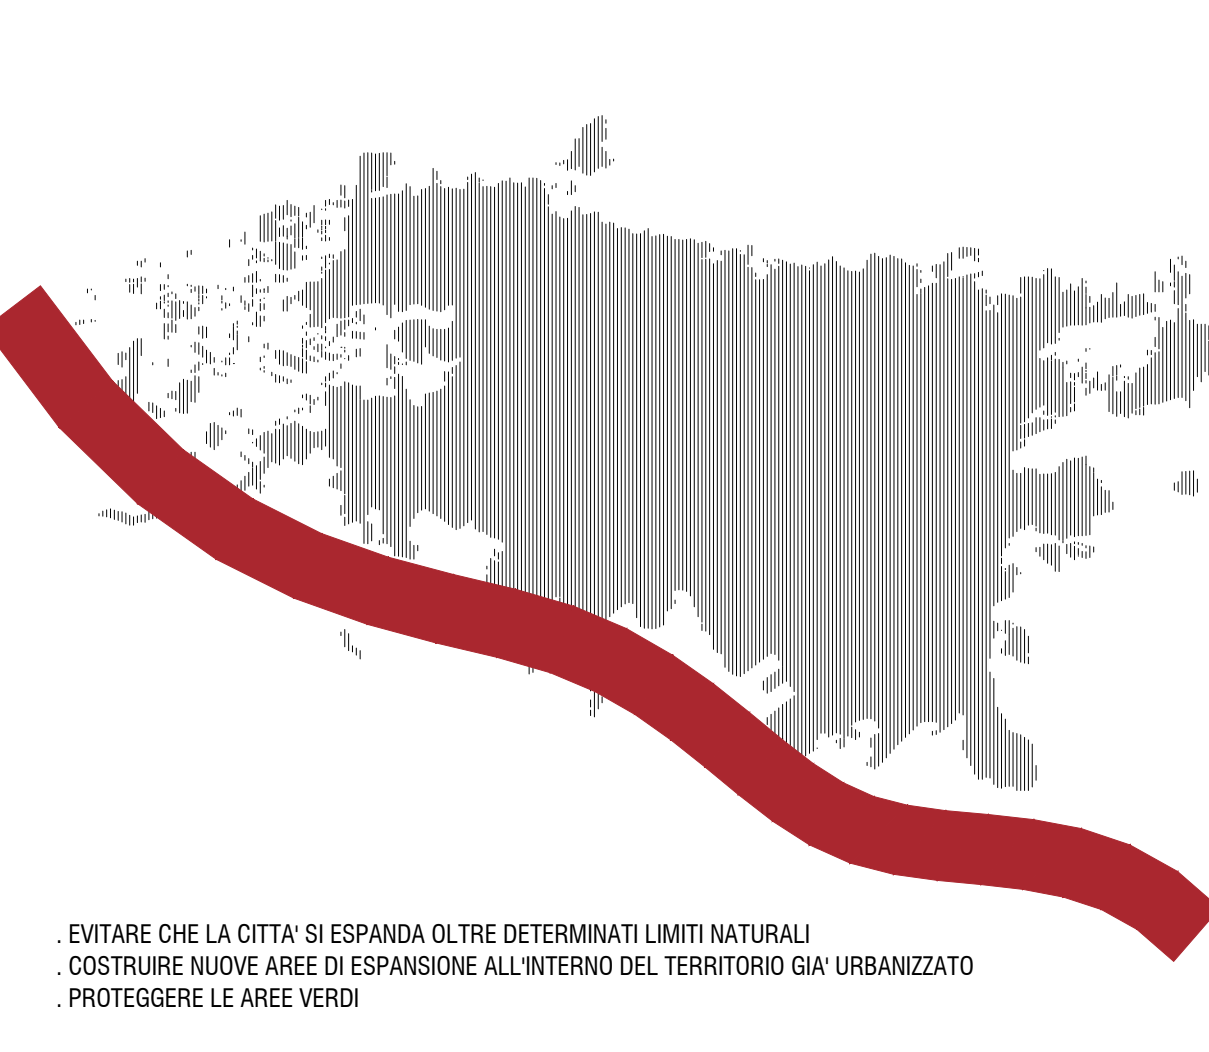 . EVITARE CHE LA CITTA' SI ESPANDA OLTRE DETERMINATI LIMITI NATURALI
. COSTRUIRE NUOVE AREE DI ESPANSIONE ALL'INTERNO DEL TERRITORIO GIA' URBANIZZATO
. PROTEGGERE LE AREE VERDI